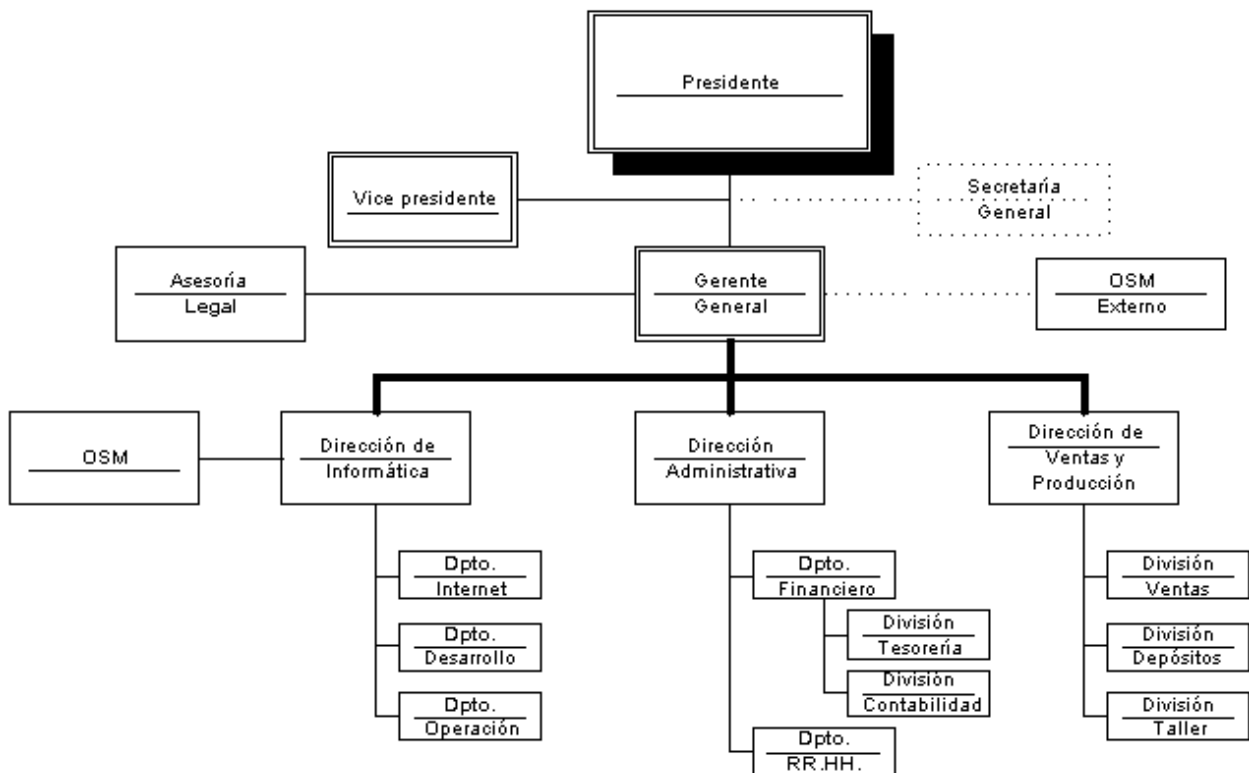 Presidente
Vice presidente
Secretaría
General
Asesoría
Legal
Gerente
General
OSM
Externo
OSM
Dirección de
Informática
Dirección
Administrativa
Dirección de
Ventas y
Producción
Dpto.
Internet
Dpto.
Desarrollo
Dpto.
Operación
Dpto.
Financiero
División
Tesorería
División
Contabilidad
Dpto.
RR.HH.
División
Ventas
División
Depósitos
División
Taller